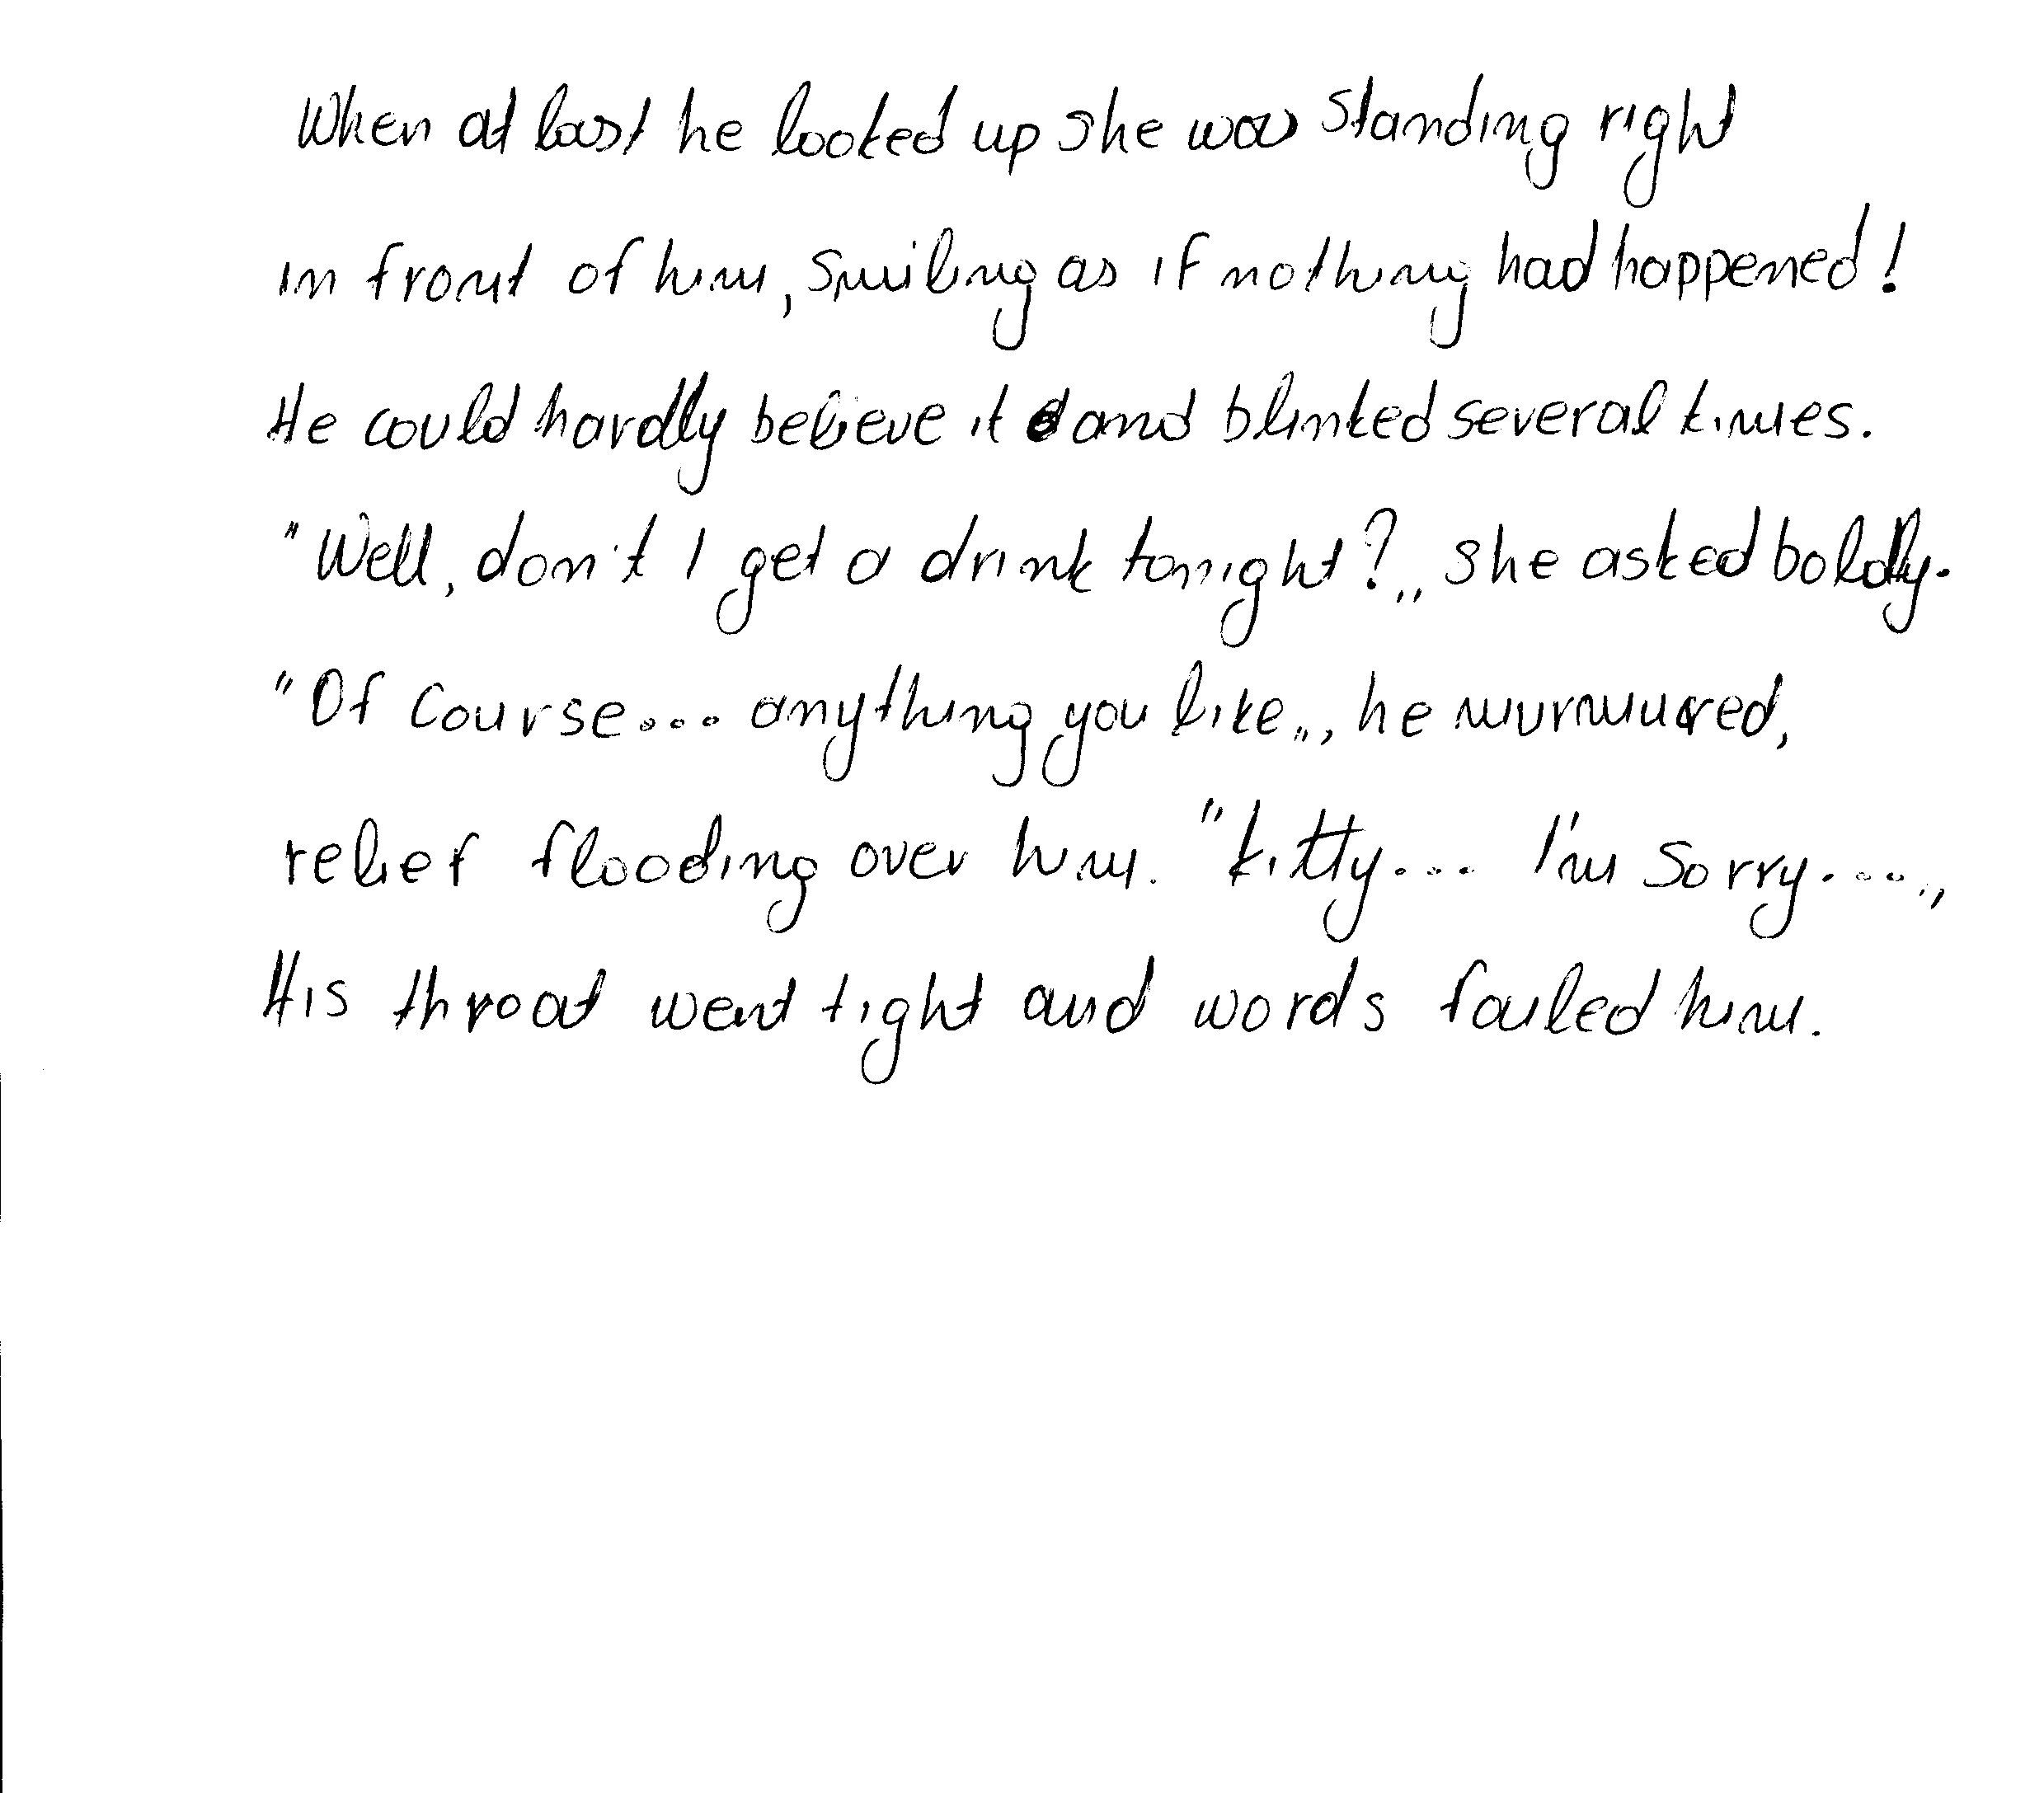 When at last he looked up she was standing right
in front of him, smiling as if nothing had happened!
He could hardly believe it and blinked several times.
"Well, don't I get a drink tonight?„ she asked boldly.
"Of course... anything you like„, he murmured,
relief flooding over him. "Kitty... I'm sorry....„
His throat went tight and words failed him.